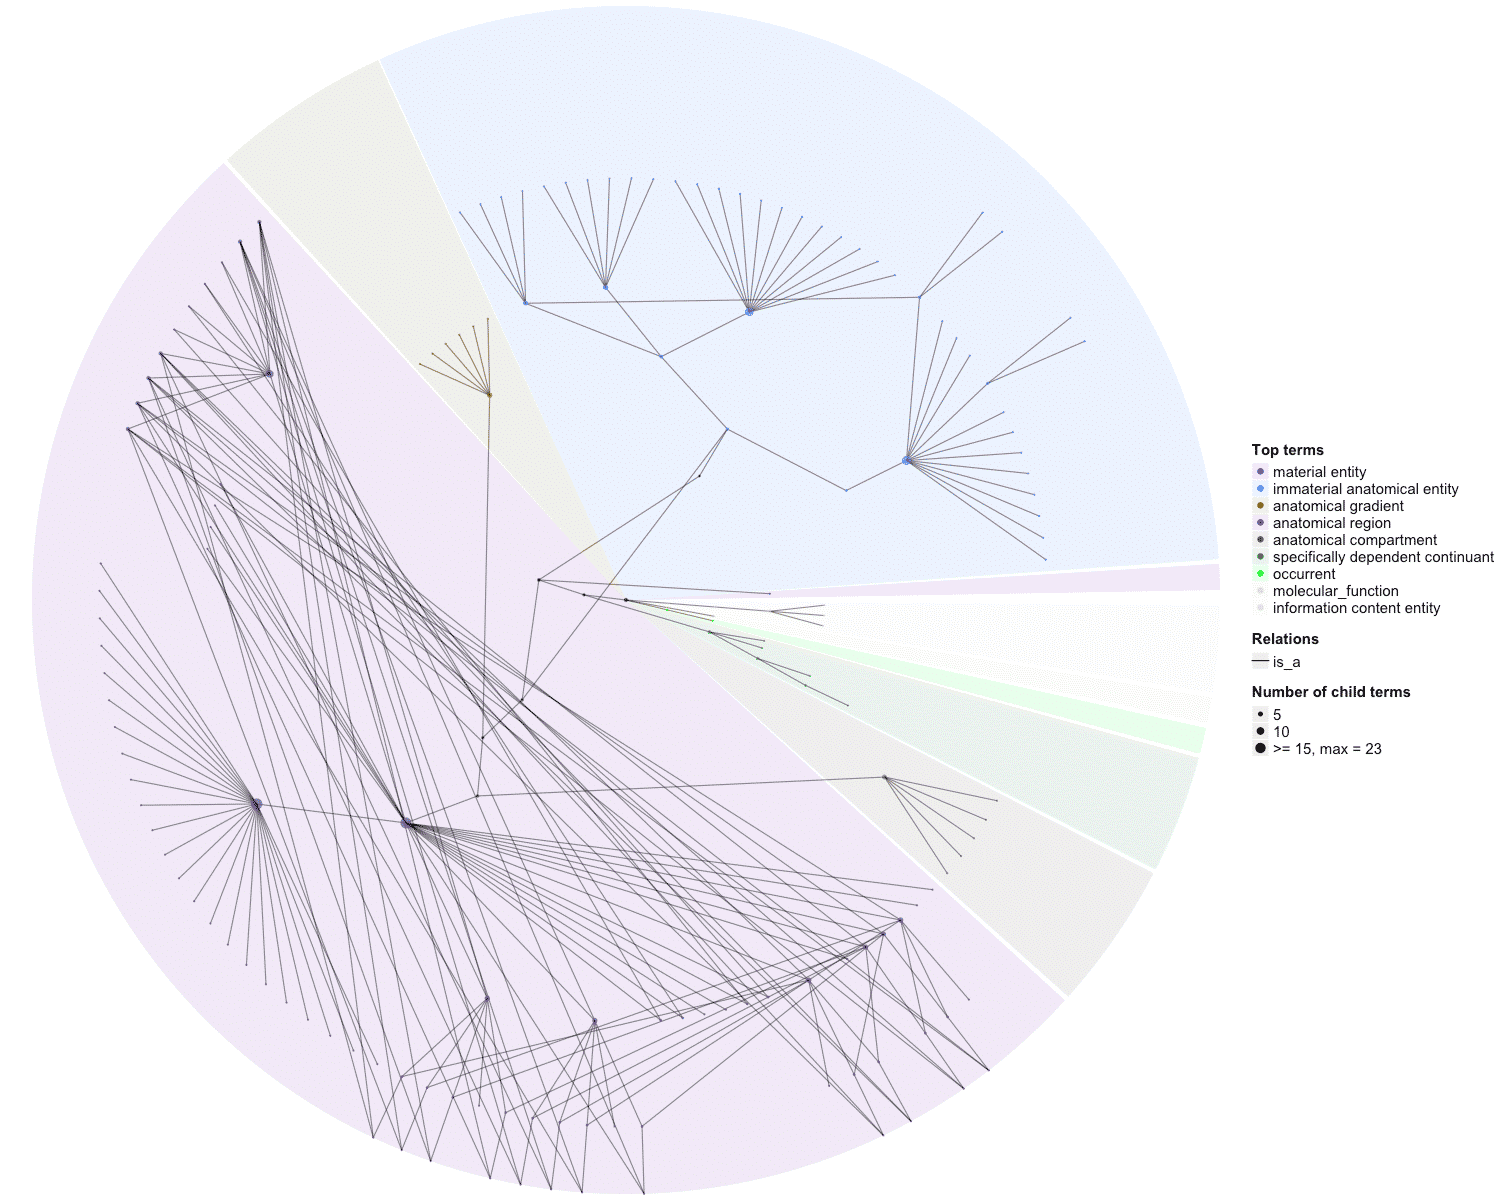 Top terms
material entity
immaterial anatomical entity
anatomical gradient
anatomical region
anatomical compartment
specifically dependent continuant
occurrent
molecular_function
information content entity
Relations
is_a
Number of child terms
5
10
>= 15, max = 23